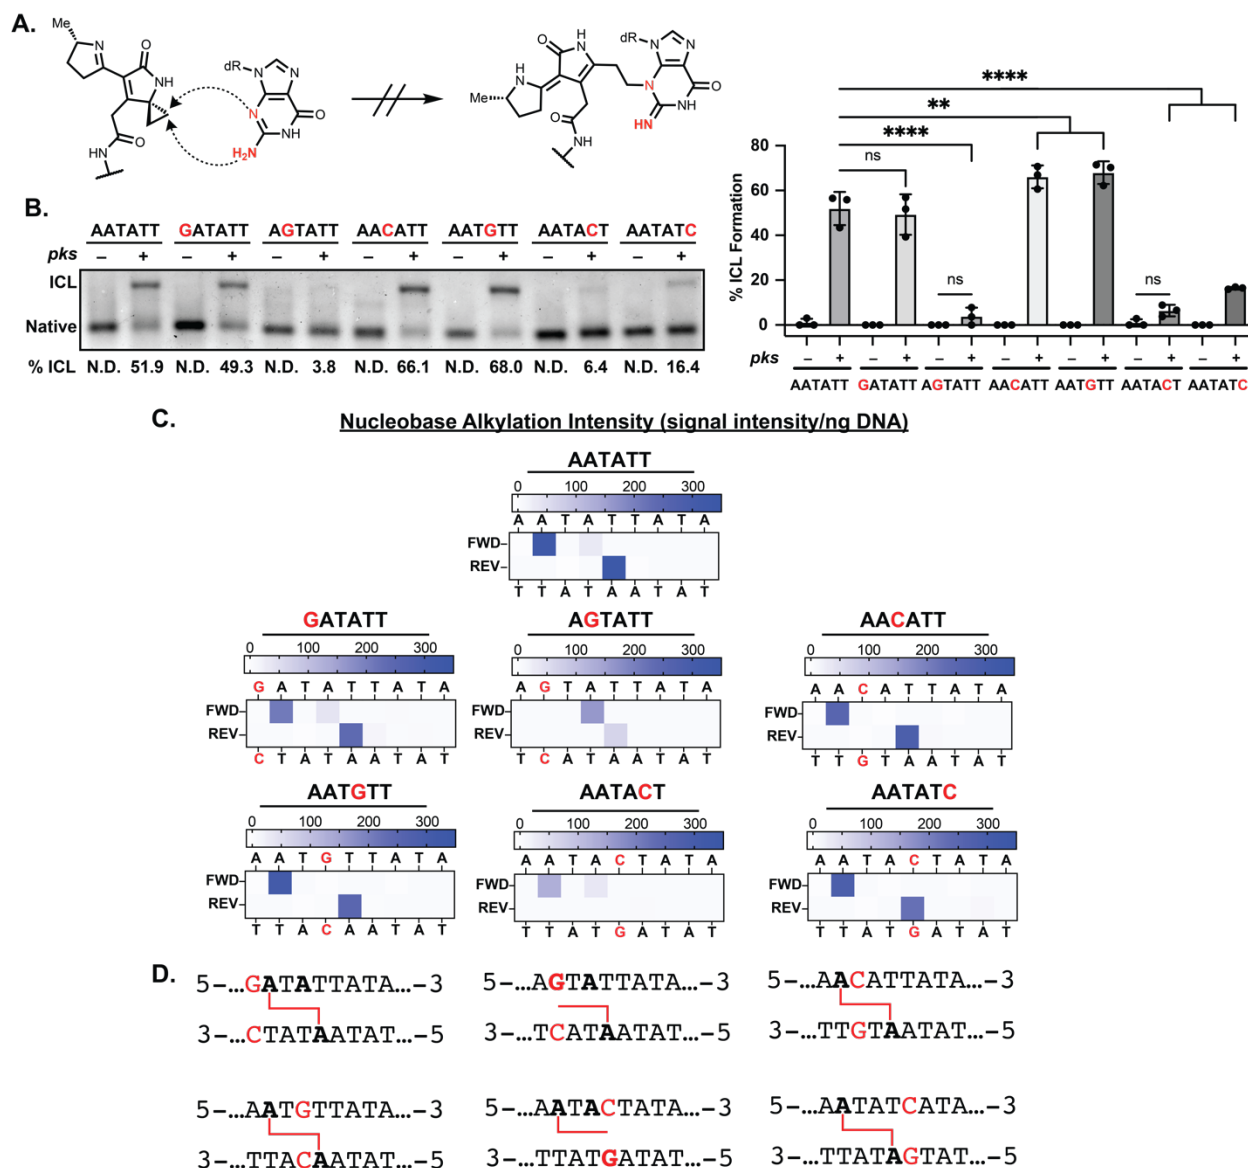 A.
Me
N
O
NH
O
HN
dR
N
N
N
O
NH
H₂N
O
NH
NH
Me
O
HN
dR
N
N
N
O
NH
HN
B.
AATATT GATATT AGTATT AACATT AATGTT AATACT AATATC
pks – + – + – + – + – + – + – +
ICL
Native
% ICL N.D. 51.9 N.D. 49.3 N.D. 3.8 N.D. 66.1 N.D. 68.0 N.D. 6.4 N.D. 16.4
% ICL Formation
80
60
40
20
0
****
**
****
ns
ns
ns
pks – + – + – + – + – + – + – +
AATATT GATATT AGTATT AACATT AATGTT AATACT AATATC
C.
Nucleobase Alkylation Intensity (signal intensity/ng DNA)
AATATT
0 100 200 300
A A T A T T A T A
FWD
REV
T T A T A A T A T
GATATT
0 100 200 300
G A T A T T A T A
FWD
REV
C T A T A A T A T
AGTATT
0 100 200 300
A G T A T T A T A
FWD
REV
T C A T A A T A T
AACATT
0 100 200 300
A A C A T T A T A
FWD
REV
T T G T A A T A T
AATGTT
0 100 200 300
A A T G T T A T A
FWD
REV
T T A C A A T A T
AATACT
0 100 200 300
A A T A C T A T A
FWD
REV
T T A T G A T A T
AATATC
0 100 200 300
A A T A C T A T A
FWD
REV
T T A T G A T A T
D.
5–...GATATTATA...–3
3–...CTATAATAT...–5
5–...AGTATTATA...–3
3–...TCATAATAT...–5
5–...AACATTATA...–3
3–...TTGTAATAT...–5
5–...AATGTTATA...–3
3–...TTACAATAT...–5
5–...AATACTATA...–3
3–...TTATGATAT...–5
5–...AATATCATA...–3
3–...TTATAGTAT...–5